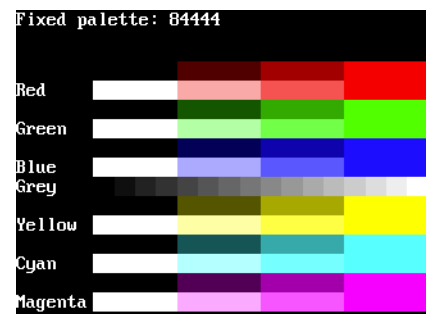 Fixed palette: 84444
Red
Green
Blue
Grey
Yellow
Cyan
Magenta